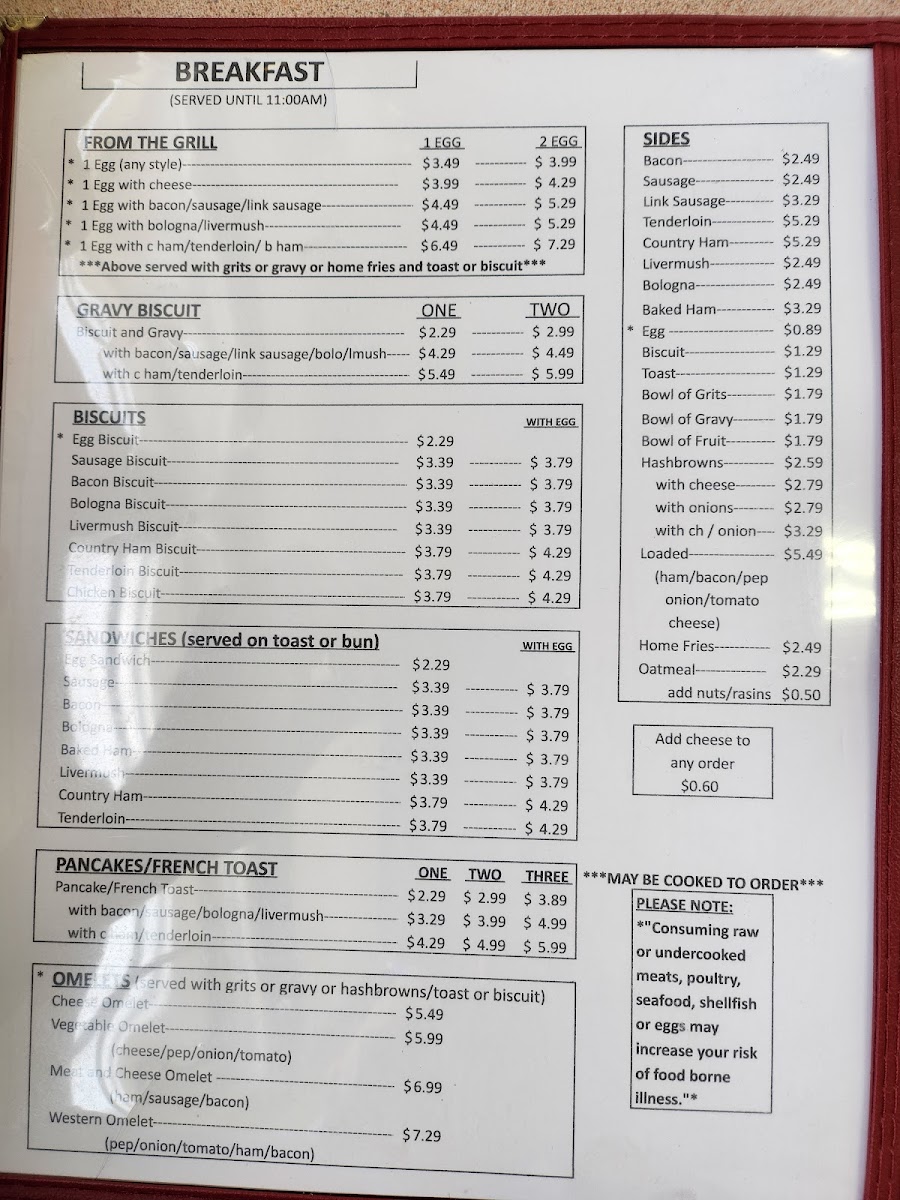 BREAKFAST
(SERVED UNTIL 11:00AM)
FROM THE GRILL 1 EGG 2 EGG
* 1 Egg (any style) $3.49 $ 3.99
* 1 Egg with cheese $3.99 $ 4.29
* 1 Egg with bacon/sausage/link sausage $4.49 $ 5.29
* 1 Egg with bologna/livermush $4.49 $ 5.29
* 1 Egg with c ham/tenderloin/ b ham $6.49 $ 7.29
***Above served with grits or gravy or home fries and toast or biscuit***
GRAVY BISCUIT ONE TWO
Biscuit and Gravy $2.29 $ 2.99
with bacon/sausage/link sausage/bolo/lmush $4.29 $ 4.49
with c ham/tenderloin $5.49 $ 5.99
BISCUITS WITH EGG
* Egg Biscuit $2.29
Sausage Biscuit $3.39 $ 3.79
Bacon Biscuit $3.39 $ 3.79
Bologna Biscuit $3.39 $ 3.79
Livermush Biscuit $3.39 $ 3.79
Country Ham Biscuit $3.79 $ 4.29
Tenderloin Biscuit $3.79 $ 4.29
Chicken Biscuit $3.79 $ 4.29
SANDWICHES (served on toast or bun) WITH EGG
Egg Sandwich $2.29
Sausage $3.39 $ 3.79
Bacon $3.39 $ 3.79
Bologna $3.39 $ 3.79
Baked Ham $3.39 $ 3.79
Livermush $3.39 $ 3.79
Country Ham $3.79 $ 4.29
Tenderloin $3.79 $ 4.29
PANCAKES/FRENCH TOAST ONE TWO THREE
Pancake/French Toast $2.29 $ 2.99 $ 3.89
with bacon/sausage/bologna/livermush $3.29 $ 3.99 $ 4.99
with c ham/tenderloin $4.29 $ 4.99 $ 5.99
* OMELETS (served with grits or gravy or hashbrowns/toast or biscuit)
Cheese Omelet $5.49
Vegetable Omelet $5.99
(cheese/pep/onion/tomato)
Meat and Cheese Omelet $6.99
(ham/sausage/bacon)
Western Omelet $7.29
(pep/onion/tomato/ham/bacon)
SIDES
Bacon $2.49
Sausage $2.49
Link Sausage $3.29
Tenderloin $5.29
Country Ham $5.29
Livermush $2.49
Bologna $2.49
Baked Ham $3.29
* Egg $0.89
Biscuit $1.29
Toast $1.29
Bowl of Grits $1.79
Bowl of Gravy $1.79
Bowl of Fruit $1.79
Hashbrowns $2.59
with cheese $2.79
with onions $2.79
with ch / onion $3.29
Loaded $5.49
(ham/bacon/pep
onion/tomato
cheese)
Home Fries $2.49
Oatmeal $2.29
add nuts/rasins $0.50
Add cheese to
any order
$0.60
***MAY BE COOKED TO ORDER***
PLEASE NOTE:
*"Consuming raw
or undercooked
meats, poultry,
seafood, shellfish
or eggs may
increase your risk
of food borne
illness."*